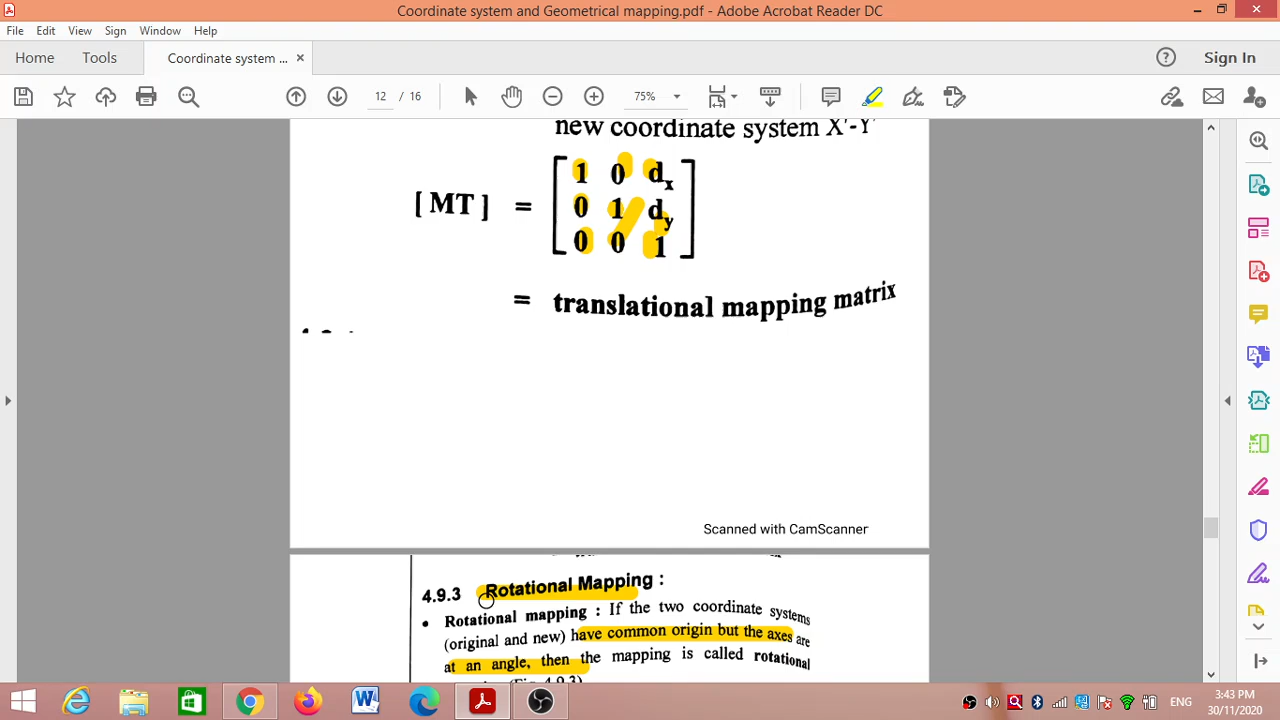 Coordinate system and Geometrical mapping.pdf - Adobe Acrobat Reader DC
File Edit View Sign Window Help
Home Tools Coordinate system ... × Sign In
12 / 16 75%
new coordinate system X'-Y'
[ MT ] = [ 1 0 dx
0 1 dy
0 0 1 ]
= translational mapping matrix
Scanned with CamScanner
4.9.3 Rotational Mapping :
• Rotational mapping : If the two coordinate systems
(original and new) have common origin but the axes are
at an angle, then the mapping is called rotational
(Fig. 4.9.3)
ENG 3:43 PM
30/11/2020